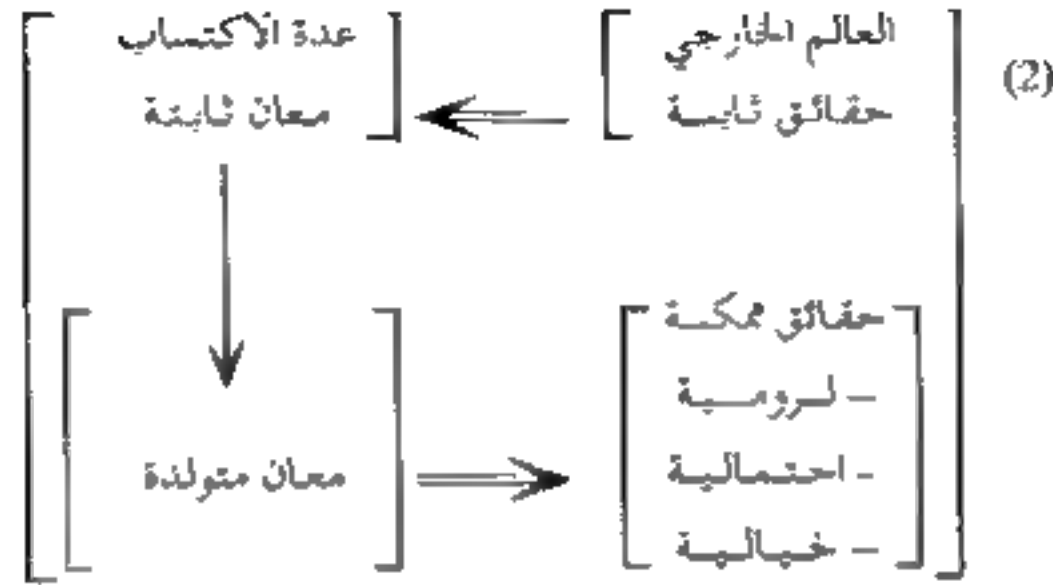 (2)
العالم الخارجي
حقائق ثابتة
عدة الاكتساب
معان ثابتة
معان متولدة
حقائق ممكنة
- لزومية
- احتمالية
- خيالية